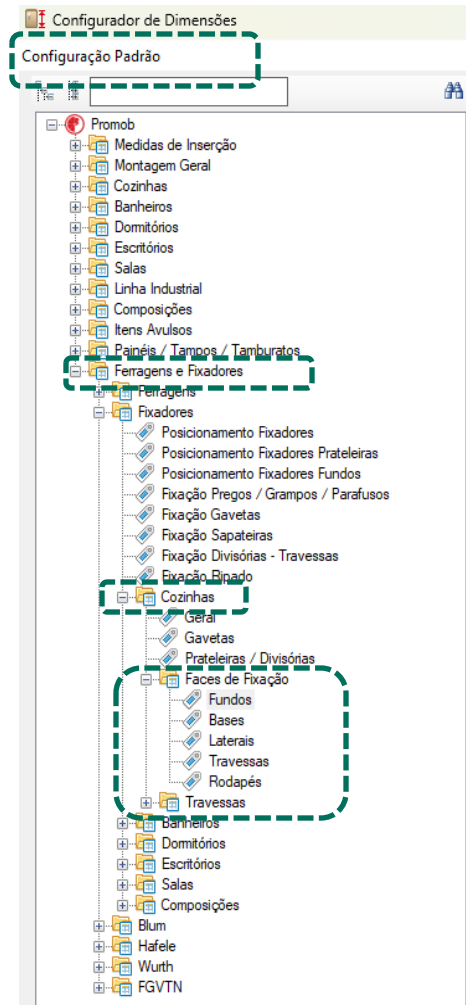 Configurador de Dimensões
Configuração Padrão
Promob
Medidas de Inserção
Montagem Geral
Cozinhas
Banheiros
Dormitórios
Escritórios
Salas
Linha Industrial
Composições
Itens Avulsos
Painéis / Tampos / Tamburatos
Ferragens e Fixadores
Ferragens
Fixadores
Posicionamento Fixadores
Posicionamento Fixadores Prateleiras
Posicionamento Fixadores Fundos
Fixação Pregos / Grampos / Parafusos
Fixação Gavetas
Fixação Sapateiras
Fixação Divisórias - Travessas
Fixação Ripado
Cozinhas
Geral
Gavetas
Prateleiras / Divisórias
Faces de Fixação
Fundos
Bases
Laterais
Travessas
Rodapés
Travessas
Banheiros
Dormitórios
Escritórios
Salas
Composições
Blum
Hafele
Wurth
FGVTN